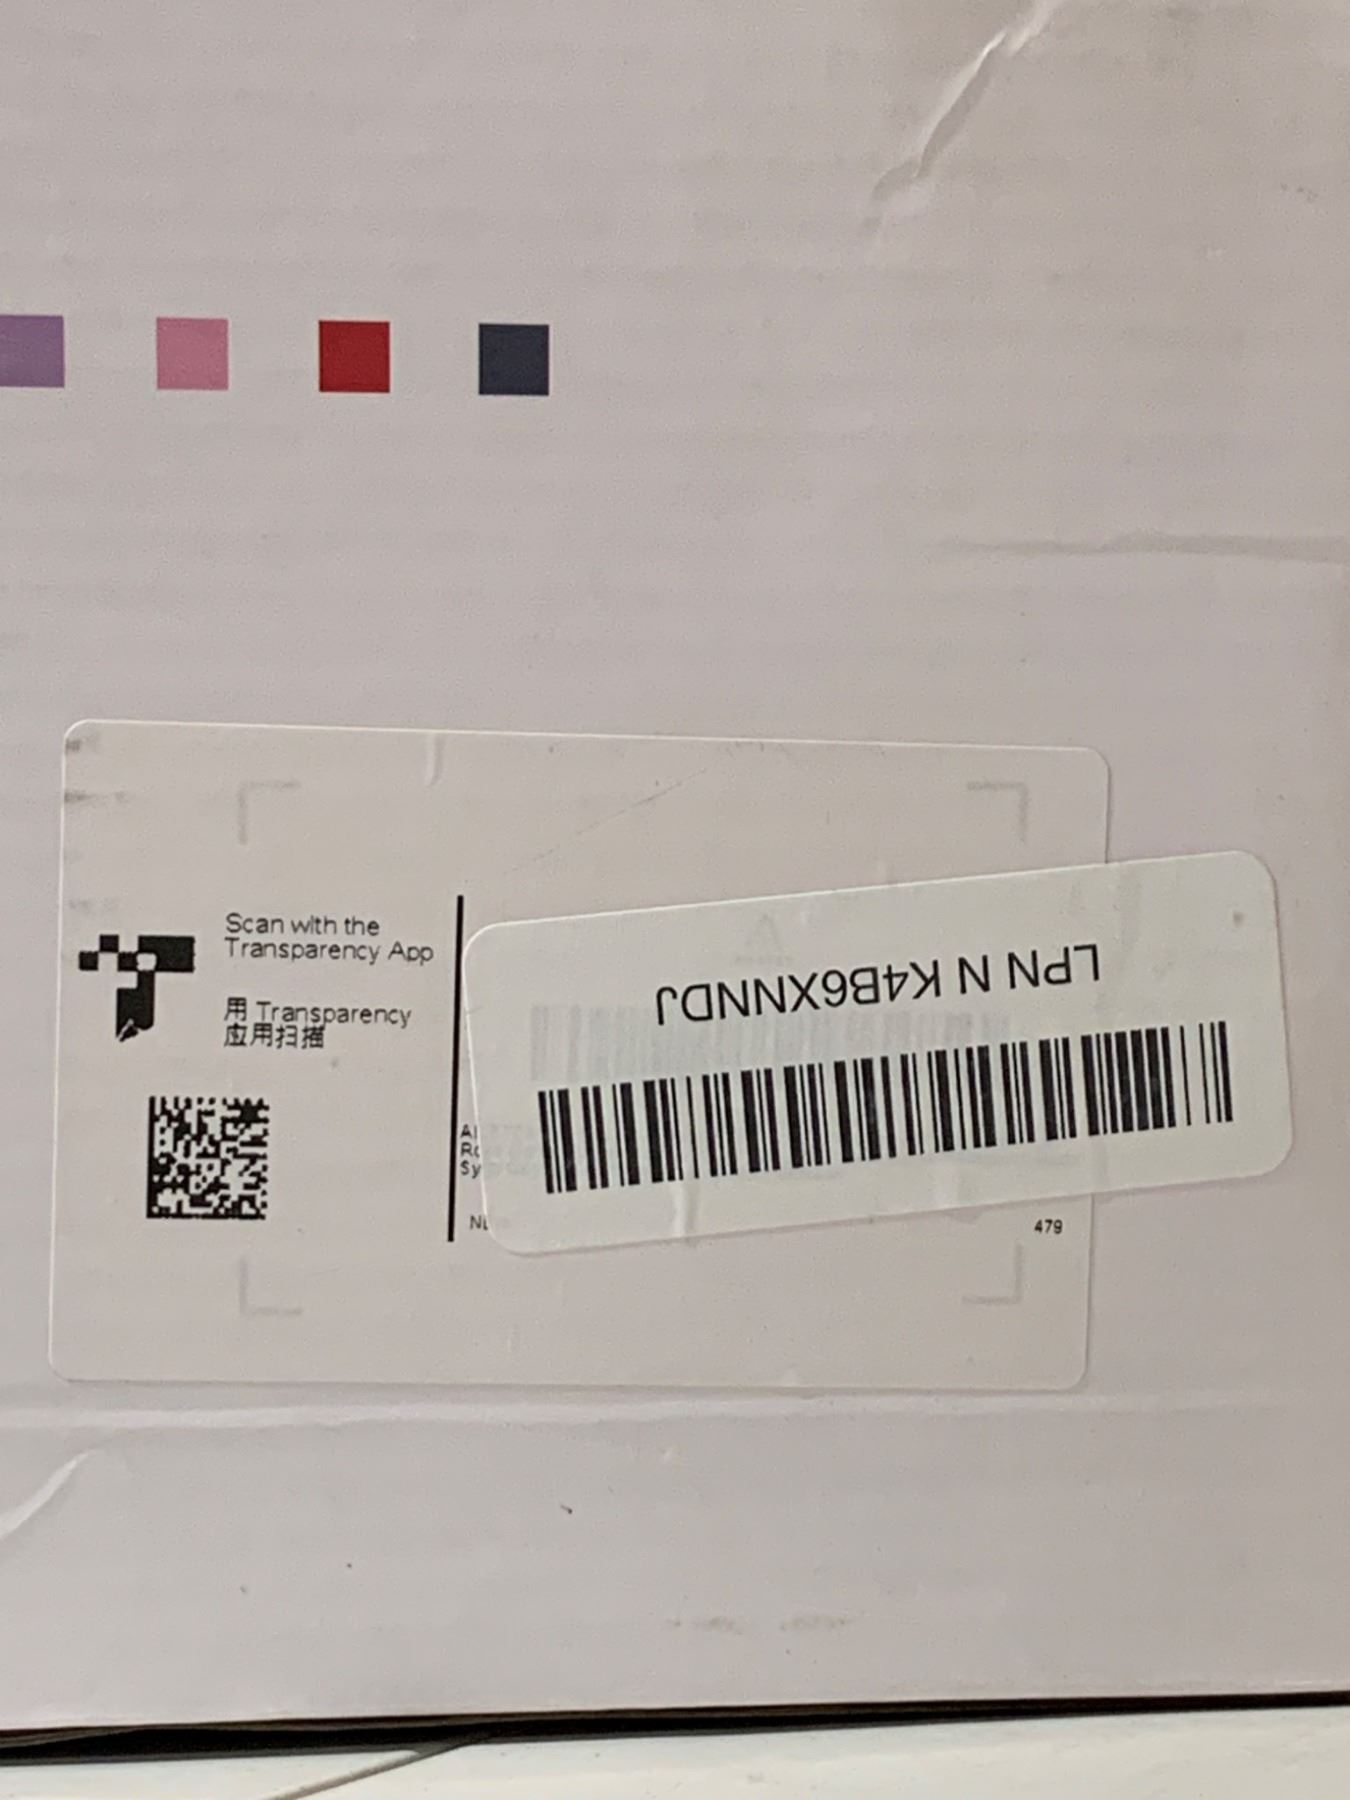 Scan with the
Transparency App
用 Transparency
应用扫描
LPN N K4B6XNNDJ
479